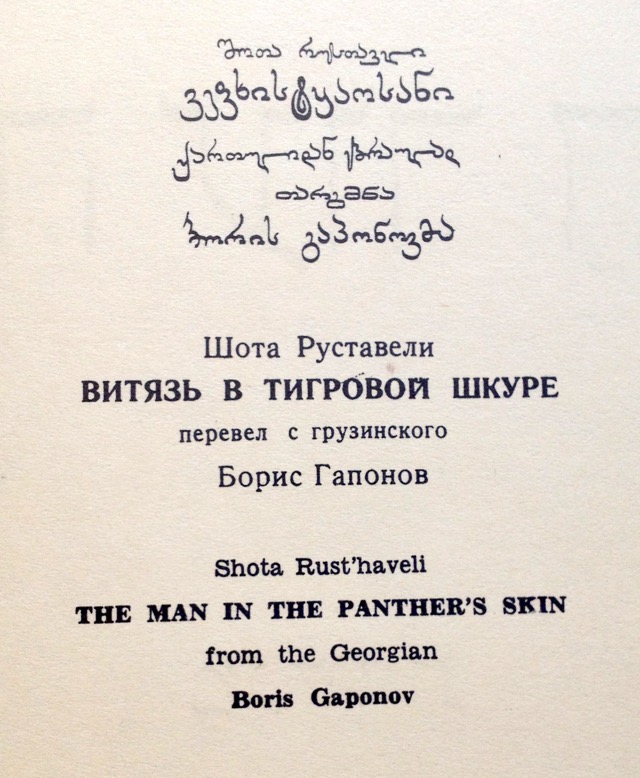 შოთა რუსთაველი
ვეფხისტყაოსანი
ქართულიდან ებრაულად
თარგმნა
ბორის გაპონოვმა
Шота Руставели
ВИТЯЗЬ В ТИГРОВОЙ ШКУРЕ
перевел с грузинского
Борис Гапонов
Shota Rust'haveli
THE MAN IN THE PANTHER'S SKIN
from the Georgian
Boris Gaponov